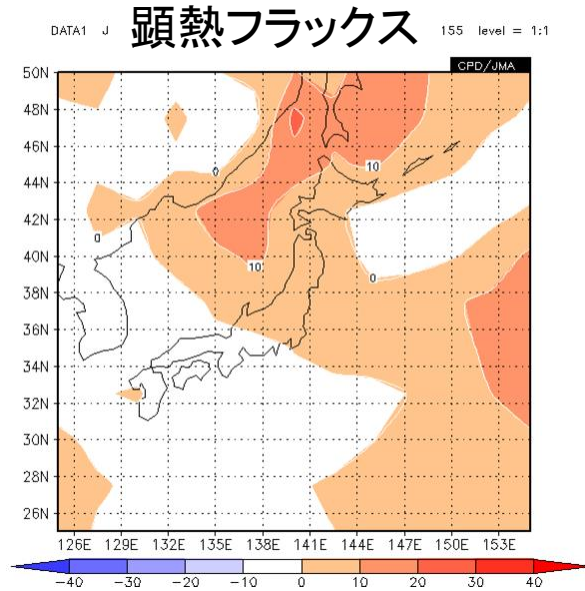 DATA1 J 顕熱フラックス 155 level = 1:1
CPD/JMA
50N
48N
46N
44N
42N
40N
38N
36N
34N
32N
30N
28N
26N
0
10
0
10
0
126E 129E 132E 135E 138E 141E 144E 147E 150E 153E
-40 -30 -20 -10 0 10 20 30 40